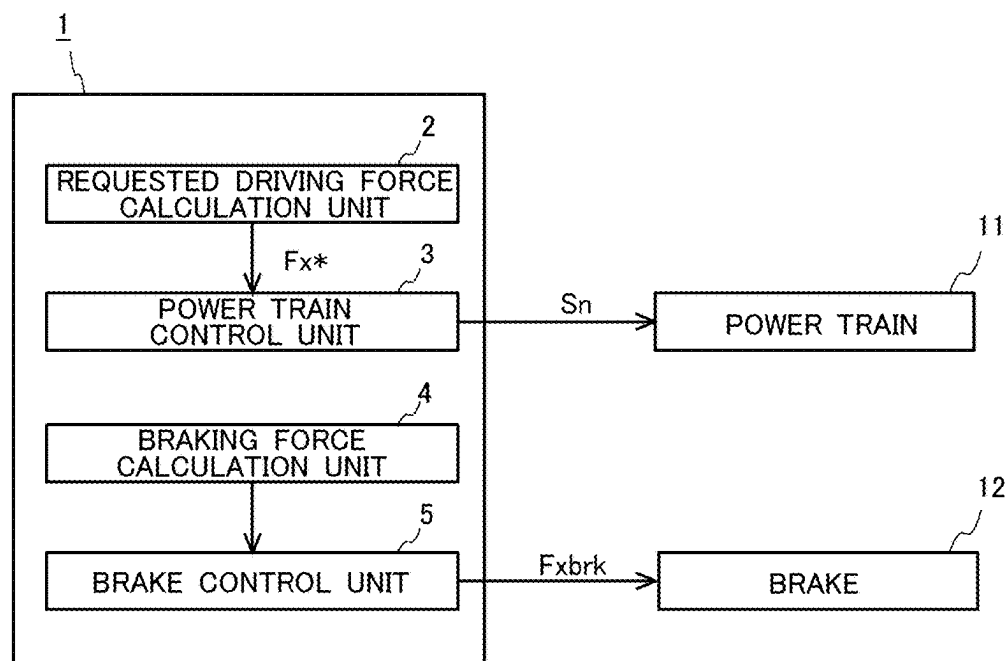 1
2
REQUESTED DRIVING FORCE
CALCULATION UNIT
Fx*
3
POWER TRAIN
CONTROL UNIT
Sn
11
POWER TRAIN
4
BRAKING FORCE
CALCULATION UNIT
5
BRAKE CONTROL UNIT
Fxbrk
12
BRAKE